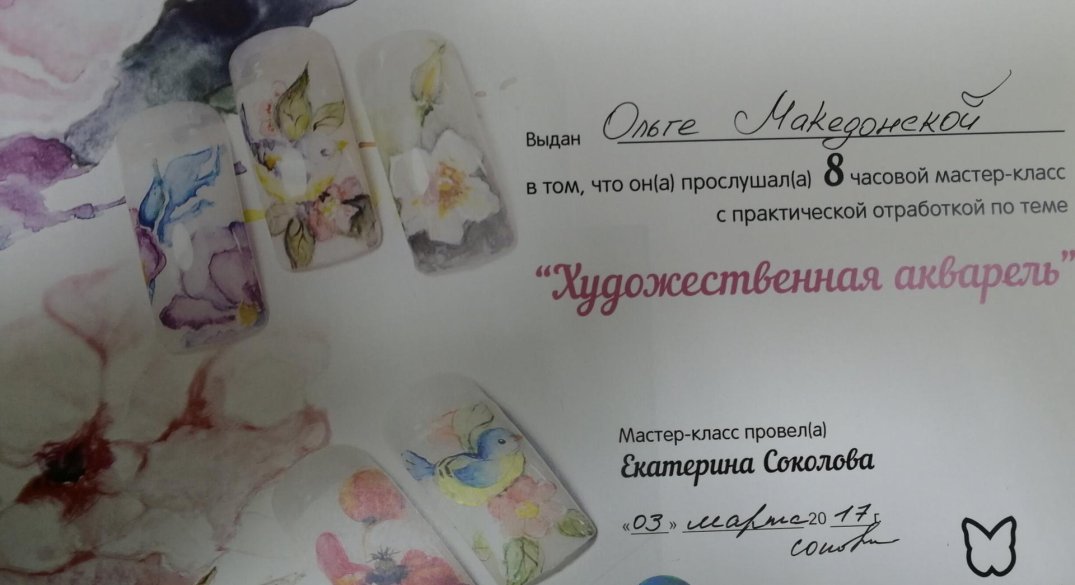 Выдан Ольге Македонской
в том, что он(а) прослушал(а) 8 часовой мастер-класс
с практической отработкой по теме
“Художественная акварель”
Мастер-класс провел(а)
Екатерина Соколова
«03» марта 2017 г.